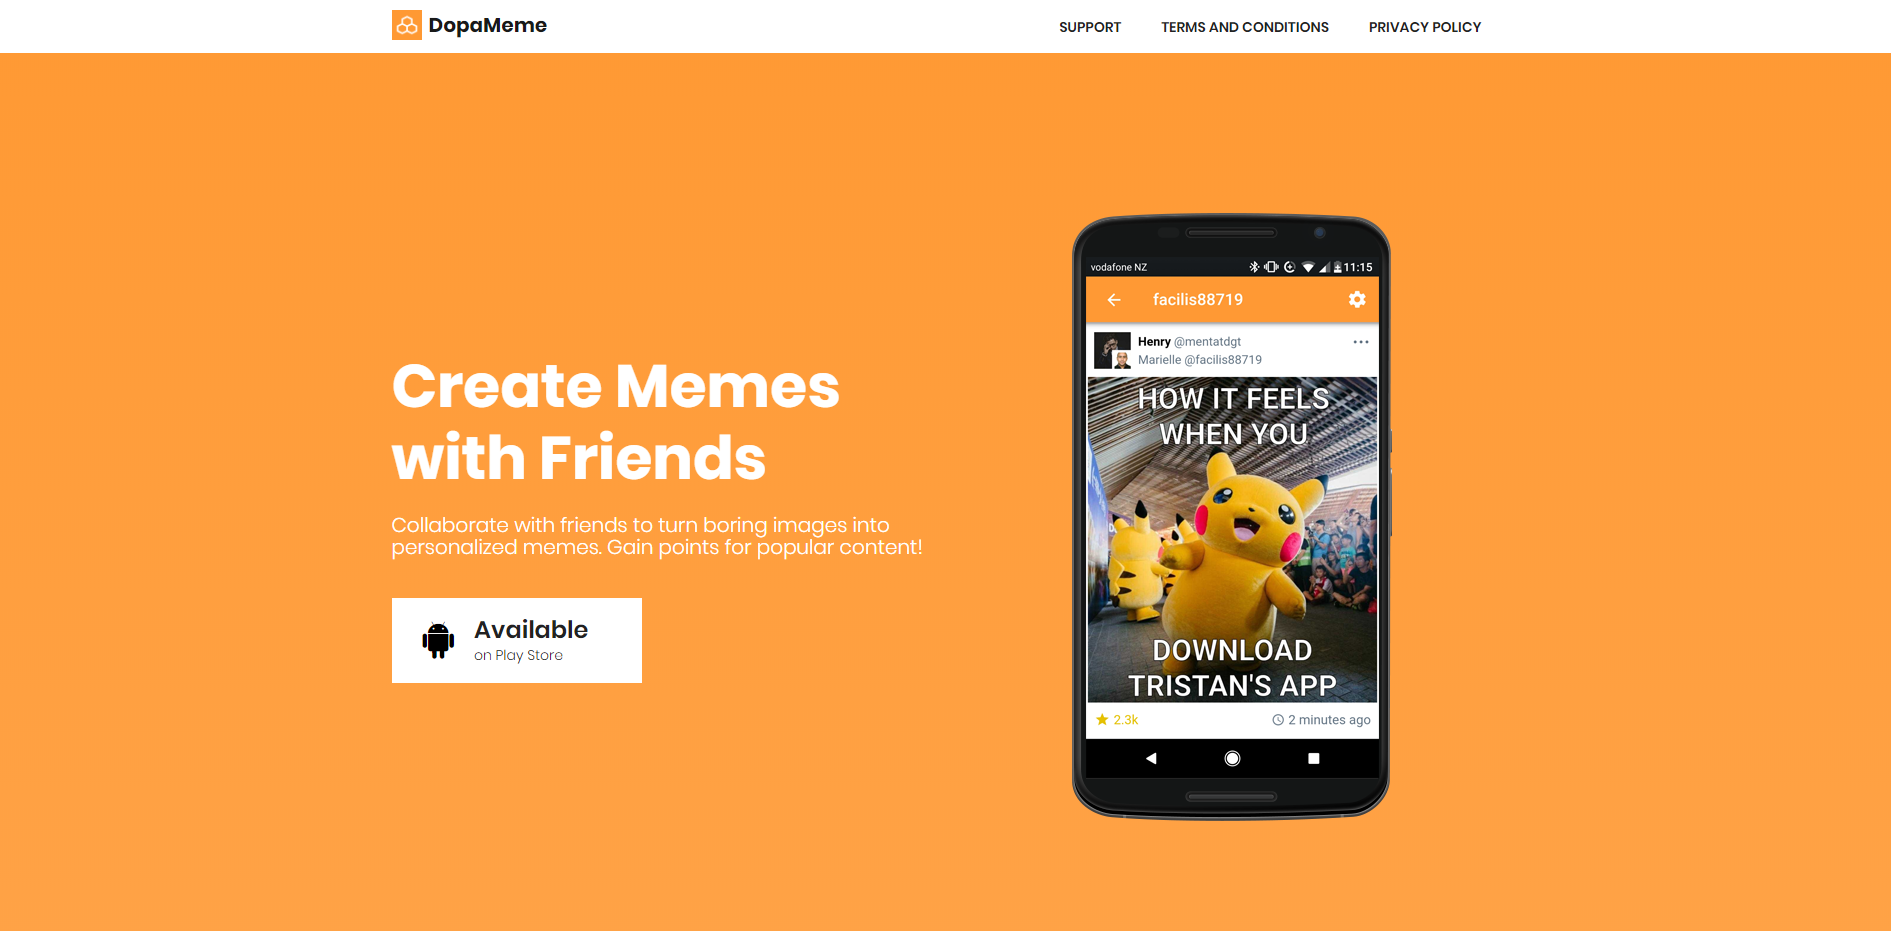 DopaMeme
SUPPORT
TERMS AND CONDITIONS
PRIVACY POLICY
Create Memes
with Friends
Collaborate with friends to turn boring images into
personalized memes. Gain points for popular content!
Available
on Play Store
vodafone NZ
11:15
facilis88719
Henry @mentatdgt
Marielle @facilis88719
HOW IT FEELS
WHEN YOU
DOWNLOAD
TRISTAN'S APP
2.3k
2 minutes ago